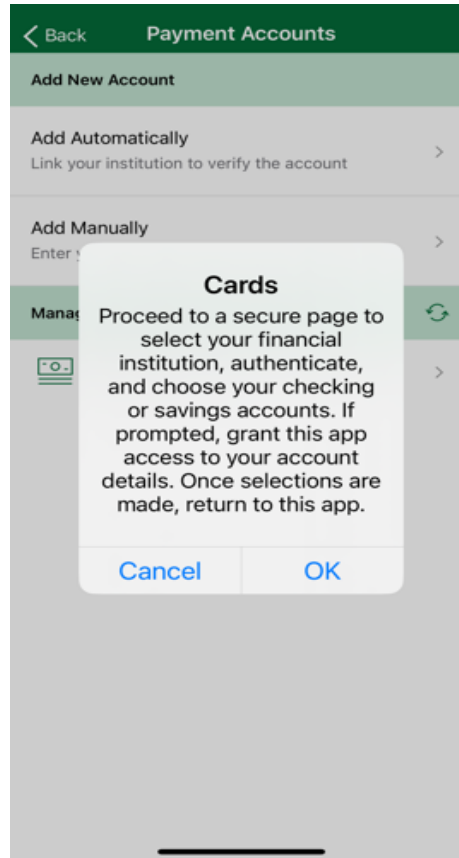 Back
Payment Accounts
Add New Account
Add Automatically
Link your institution to verify the account
Add Manually
Enter
Cards
Proceed to a secure page to
select your financial
institution, authenticate,
and choose your checking
or savings accounts. If
prompted, grant this app
access to your account
details. Once selections are
made, return to this app.
Cancel
OK